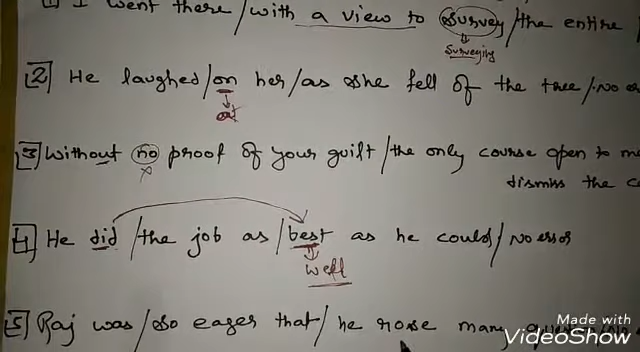 I went there / with a view to survey / the entire /
surveying
[2] He laughed / on her / as she fell of the tree / No er
at
[3] Without no proof of your guilt / the only course open to m
dismiss the c
[4] He did / the job as / best as he could / No error
well
[5] Raj was / so eager that / he rose many
Made with
VideoShow